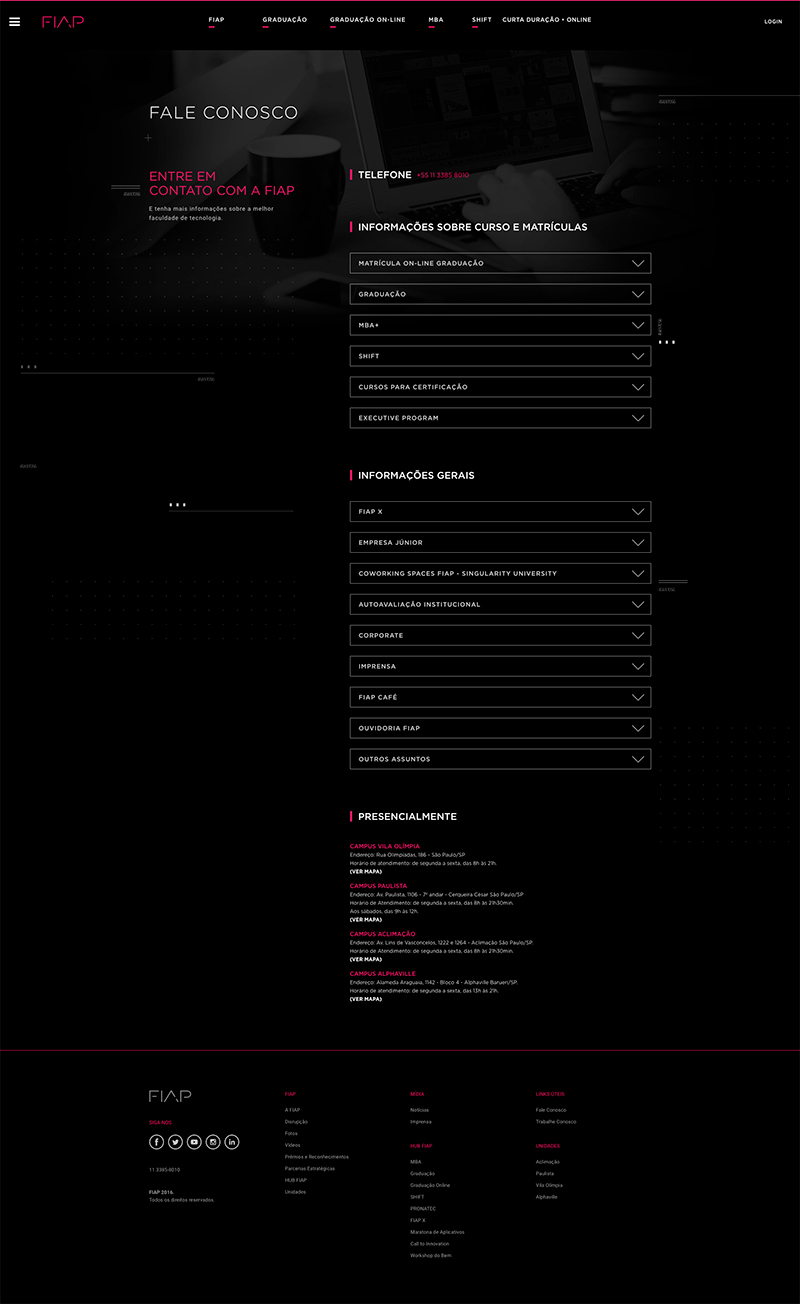 FIAP
FIAP GRADUAÇÃO GRADUAÇÃO ON-LINE MBA SHIFT CURTA DURAÇÃO • ONLINE
LOGIN
FALE CONOSCO
ENTRE EM
CONTATO COM A FIAP
E tenha mais informações sobre a melhor
faculdade de tecnologia.
TELEFONE +55 11 3385 8010
INFORMAÇÕES SOBRE CURSO E MATRÍCULAS
MATRÍCULA ON-LINE GRADUAÇÃO
GRADUAÇÃO
MBA+
SHIFT
CURSOS PARA CERTIFICAÇÃO
EXECUTIVE PROGRAM
INFORMAÇÕES GERAIS
FIAP X
EMPRESA JÚNIOR
COWORKING SPACES FIAP - SINGULARITY UNIVERSITY
AUTOAVALIAÇÃO INSTITUCIONAL
CORPORATE
IMPRENSA
FIAP CAFÉ
OUVIDORIA FIAP
OUTROS ASSUNTOS
PRESENCIALMENTE
CAMPUS VILA OLÍMPIA
Endereço: Rua Olimpíadas, 186 - São Paulo/SP
Horário de atendimento: de segunda a sexta, das 8h às 21h.
(VER MAPA)
CAMPUS PAULISTA
Endereço: Av. Paulista, 1106 - 7º andar - Cerqueira César São Paulo/SP
Horário de Atendimento: de segunda a sexta, das 8h às 21h30min.
Aos sábados, das 9h às 12h.
(VER MAPA)
CAMPUS ACLIMAÇÃO
Endereço: Av. Lins de Vasconcelos, 1222 e 1264 - Aclimação São Paulo/SP.
Horário de Atendimento: de segunda a sexta, das 8h às 21h30min.
(VER MAPA)
CAMPUS ALPHAVILLE
Endereço: Alameda Araguaia, 1142 - Bloco 4 - Alphaville Barueri/SP.
Horário de atendimento: de segunda a sexta, das 13h às 21h.
(VER MAPA)
FIAP
SIGA NOS
11 3385-8010
FIAP 2016.
Todos os direitos reservados.
FIAP
A FIAP
Disrupção
Fotos
Vídeos
Prêmios e Reconhecimentos
Parcerias Estratégicas
HUB FIAP
Unidades
MÍDIA
Notícias
Imprensa
HUB FIAP
MBA
Graduação
Graduação Online
SHIFT
PRONATEC
FIAP X
Maratona de Aplicativos
Call to Innovation
Workshop do Bem
LINKS ÚTEIS
Fale Conosco
Trabalhe Conosco
UNIDADES
Aclimação
Paulista
Vila Olímpia
Alphaville